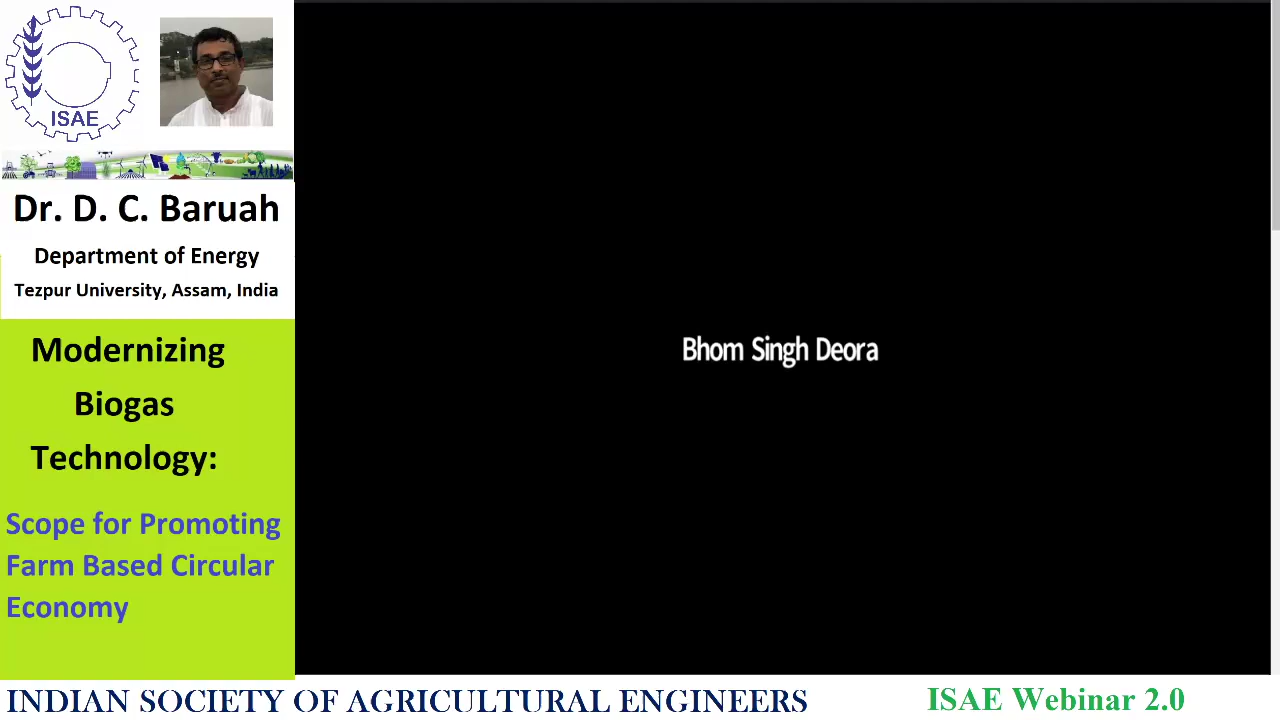 ISAE
Dr. D. C. Baruah
Department of Energy
Tezpur University, Assam, India
Modernizing
Biogas
Technology:
Scope for Promoting
Farm Based Circular
Economy
Bhom Singh Deora
INDIAN SOCIETY OF AGRICULTURAL ENGINEERS
ISAE Webinar 2.0